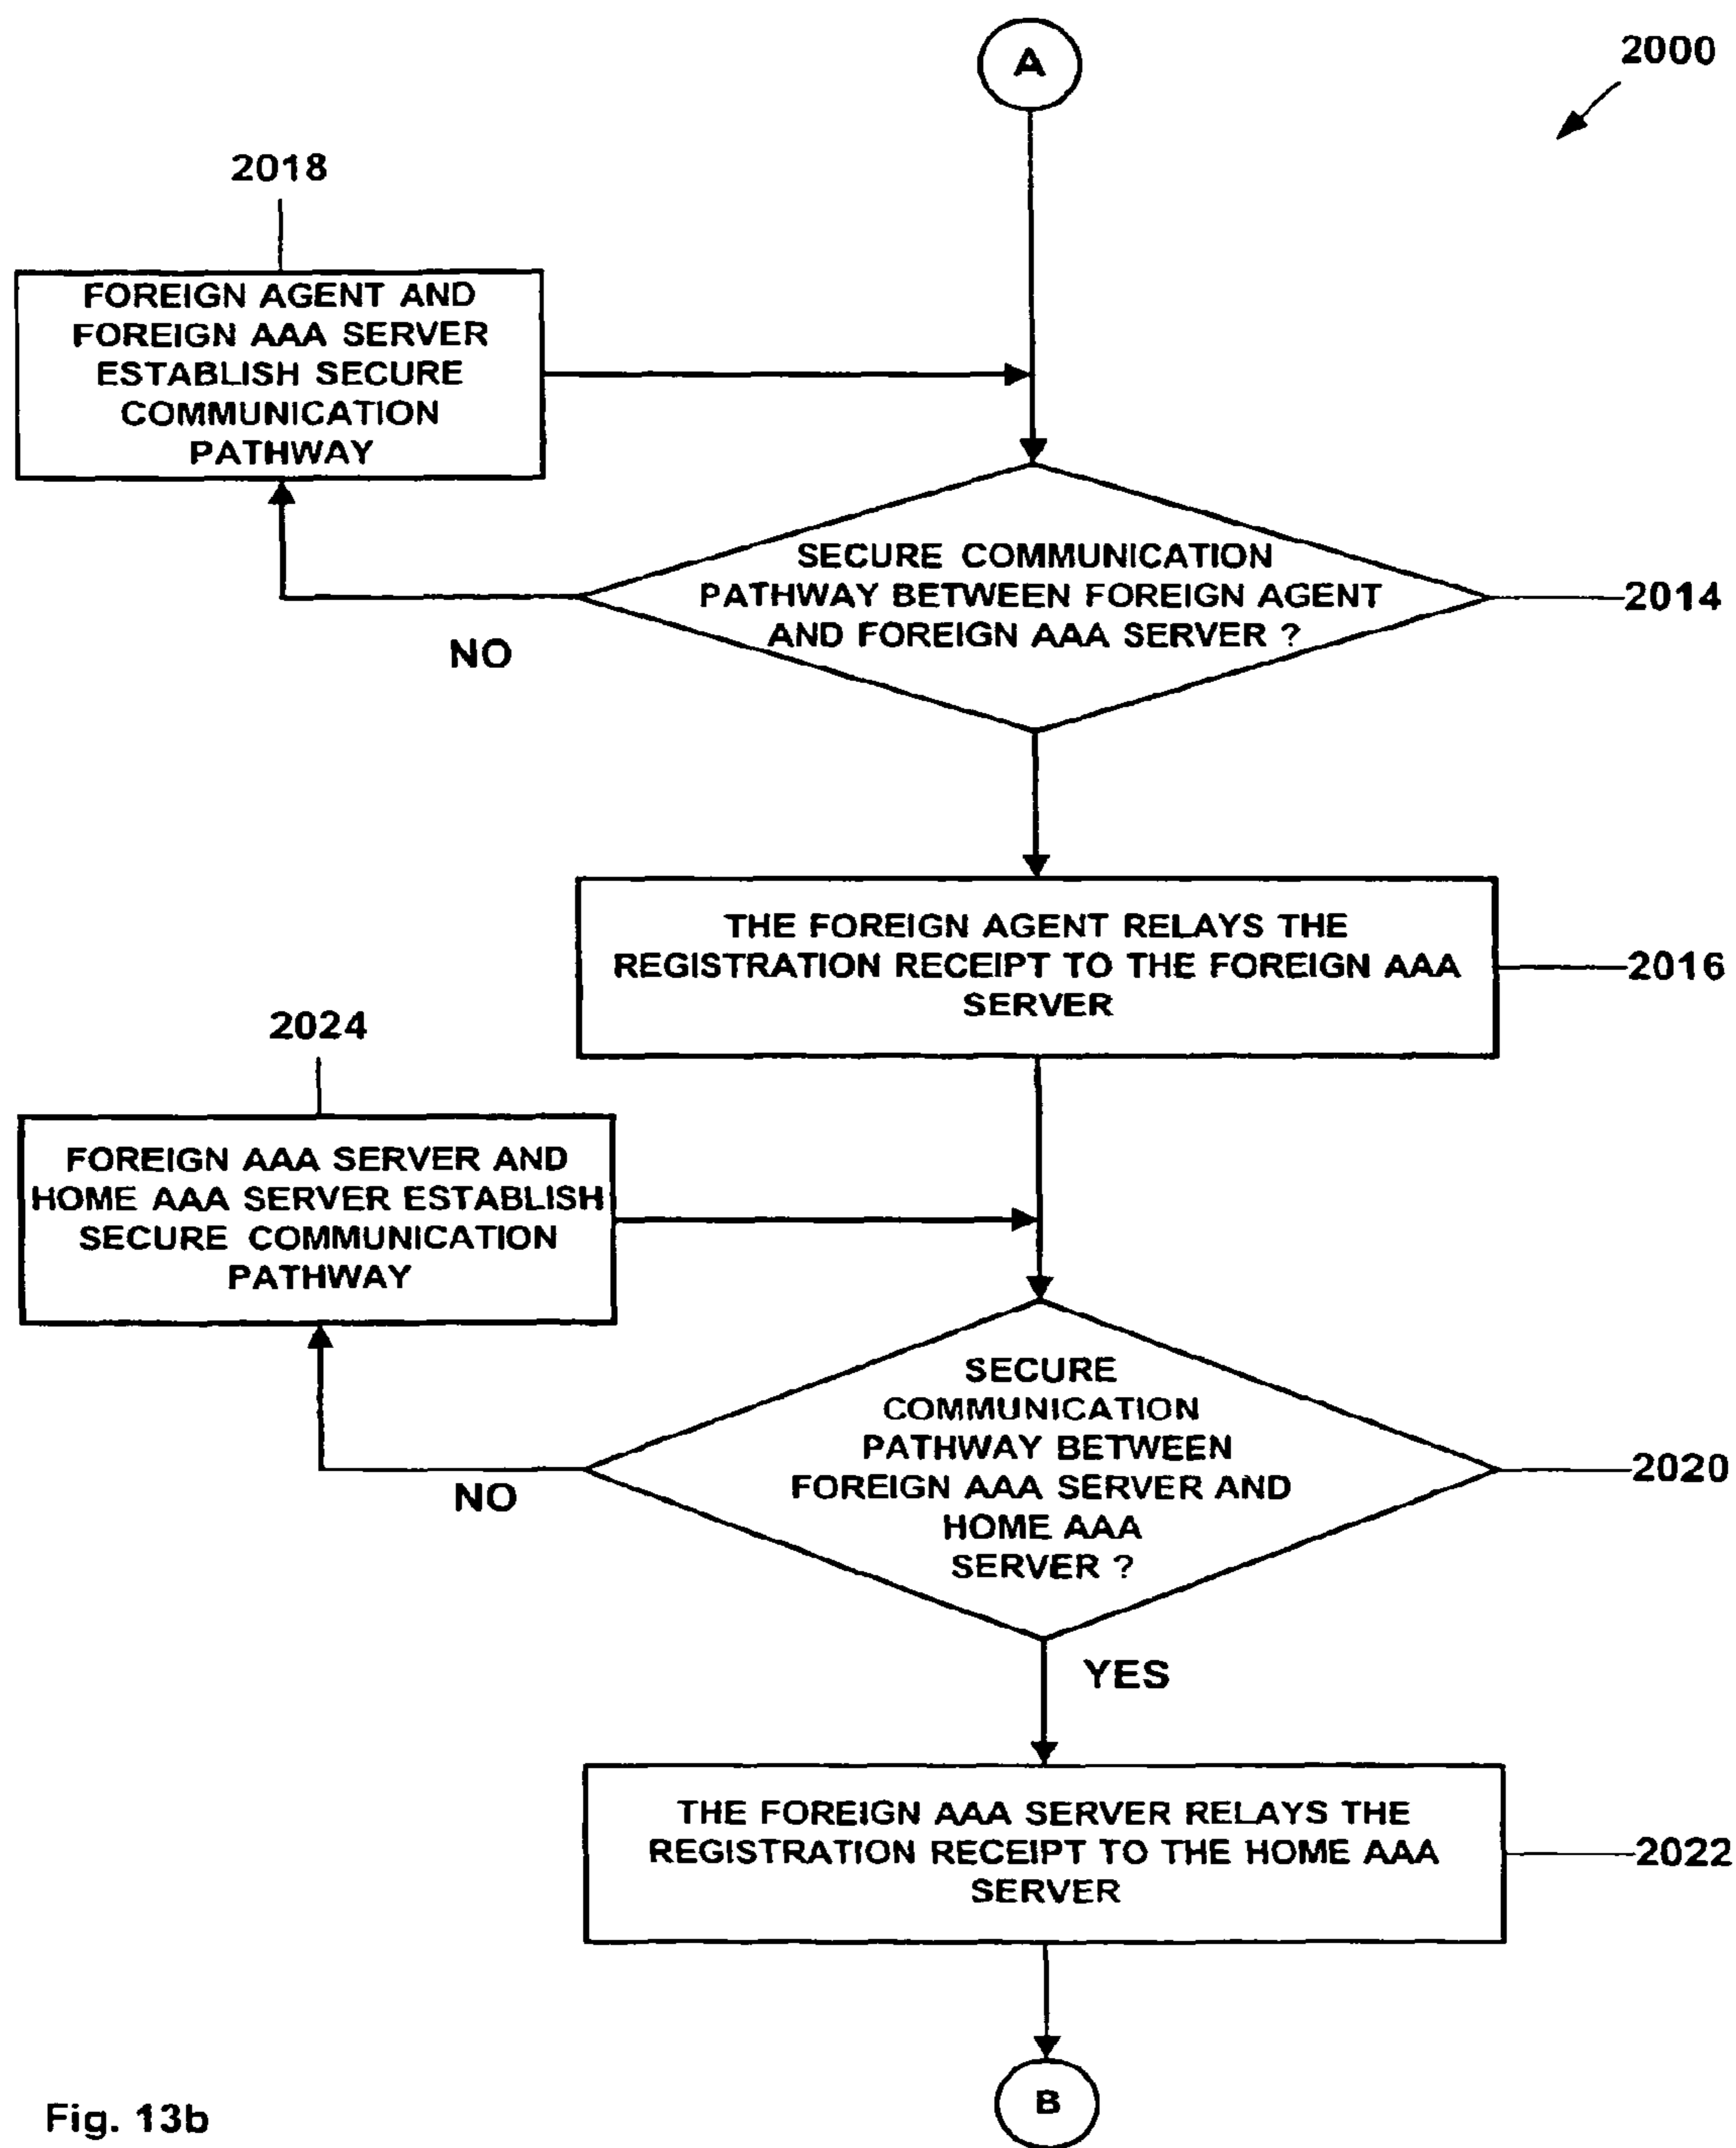 A
2000
2018
FOREIGN AGENT AND
FOREIGN AAA SERVER
ESTABLISH SECURE
COMMUNICATION
PATHWAY
SECURE COMMUNICATION
PATHWAY BETWEEN FOREIGN AGENT
AND FOREIGN AAA SERVER ?
2014
NO
THE FOREIGN AGENT RELAYS THE
REGISTRATION RECEIPT TO THE FOREIGN AAA
SERVER
2016
2024
FOREIGN AAA SERVER AND
HOME AAA SERVER ESTABLISH
SECURE COMMUNICATION
PATHWAY
SECURE
COMMUNICATION
PATHWAY BETWEEN
FOREIGN AAA SERVER AND
HOME AAA
SERVER ?
2020
NO
YES
THE FOREIGN AAA SERVER RELAYS THE
REGISTRATION RECEIPT TO THE HOME AAA
SERVER
2022
B
Fig. 13b